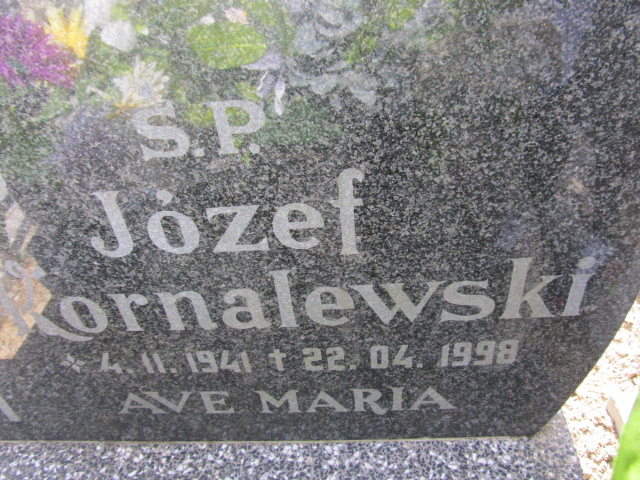 Ś.P.
Józef
Kornalewski
* 4. 11. 1941 † 22. 04. 1998
AVE MARIA